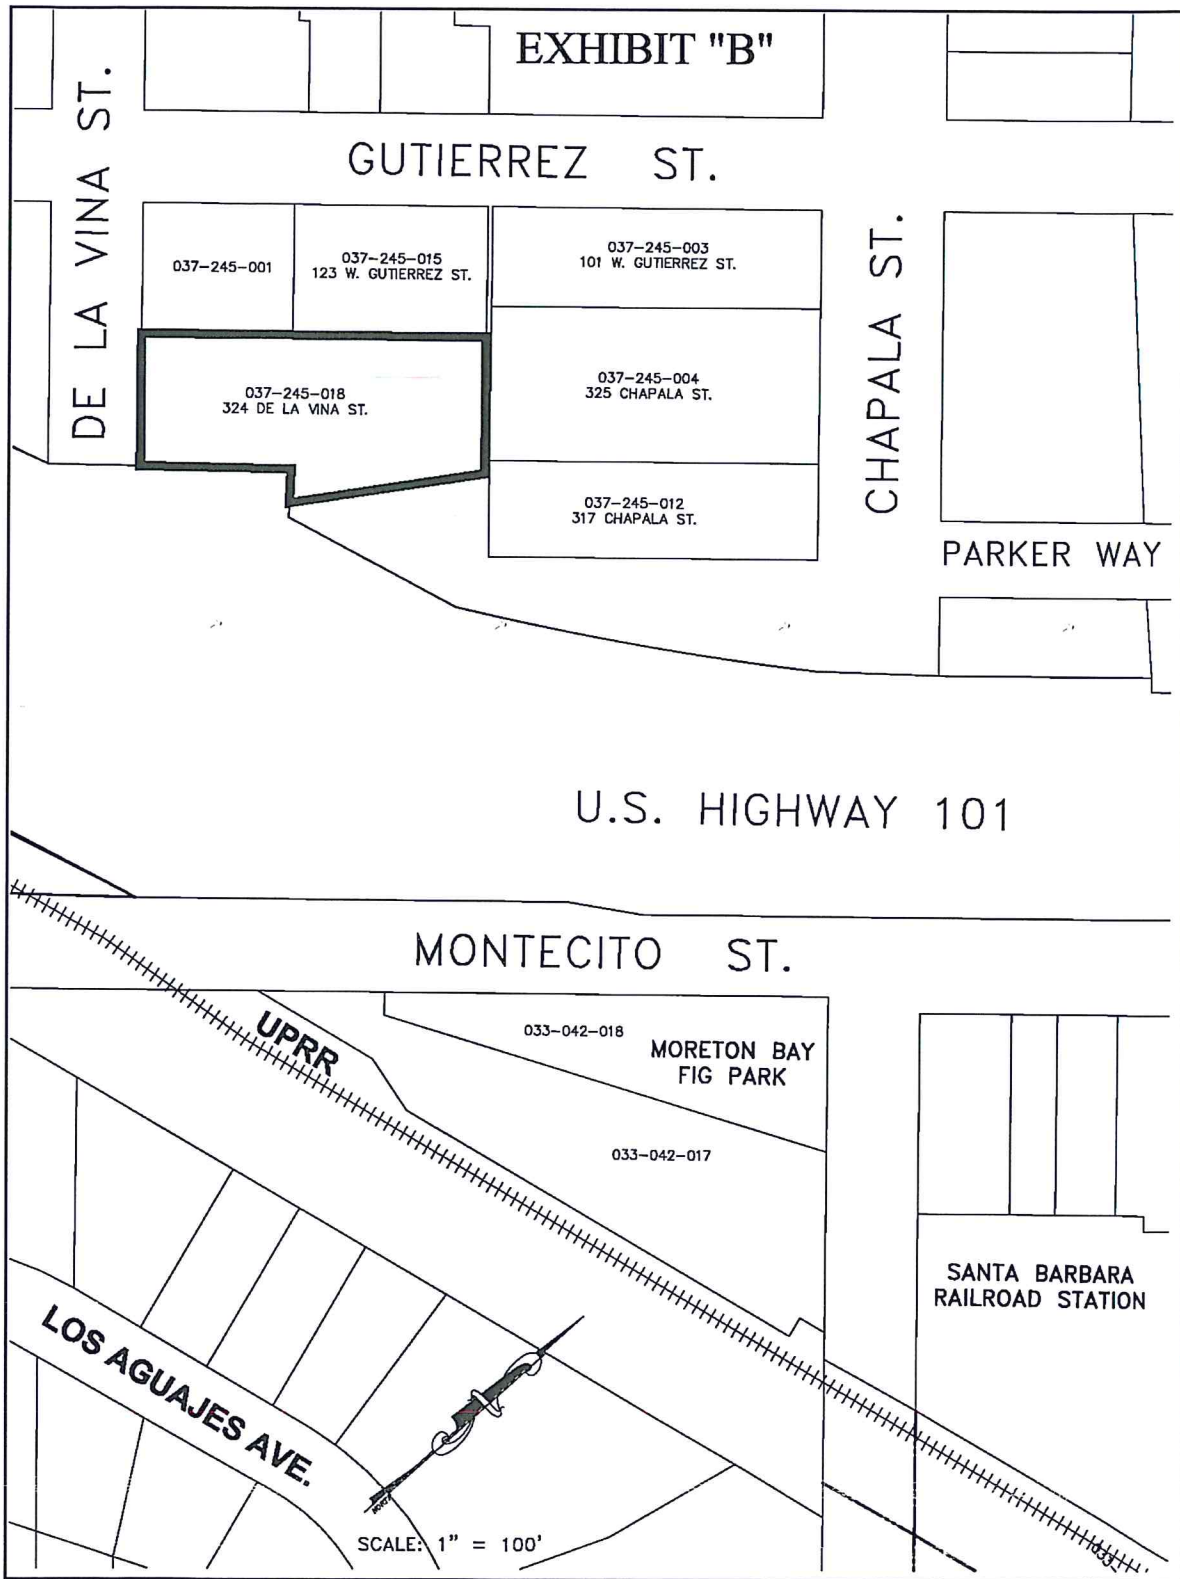 EXHIBIT "B"
DE LA VINA ST.
GUTIERREZ ST.
CHAPALA ST.
037-245-001
037-245-015
123 W. GUTIERREZ ST.
037-245-003
101 W. GUTIERREZ ST.
037-245-018
324 DE LA VINA ST.
037-245-004
325 CHAPALA ST.
037-245-012
317 CHAPALA ST.
PARKER WAY
U.S. HIGHWAY 101
MONTECITO ST.
UPRR
033-042-018
MORETON BAY
FIG PARK
033-042-017
SANTA BARBARA
RAILROAD STATION
LOS AGUAJES AVE.
NORTH
SCALE: 1" = 100'
033-